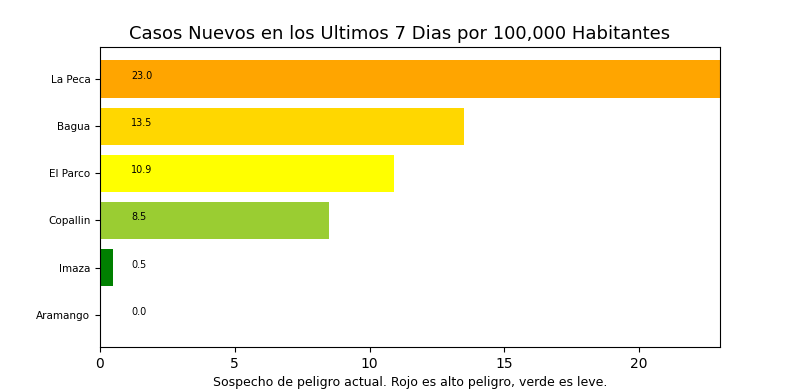 Casos Nuevos en los Ultimos 7 Dias por 100,000 Habitantes
La Peca 23.0
Bagua 13.5
El Parco 10.9
Copallin 8.5
Imaza 0.5
Aramango 0.0
0 5 10 15 20
Sospecho de peligro actual. Rojo es alto peligro, verde es leve.